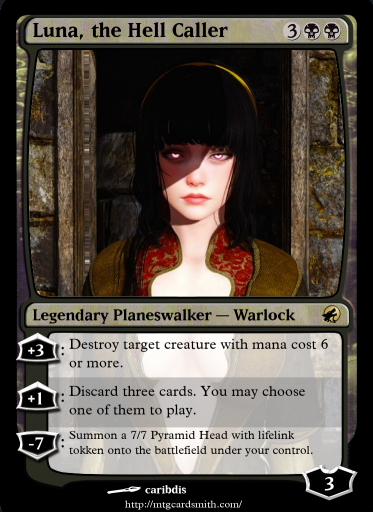 Luna, the Hell Caller 3
Legendary Planeswalker — Warlock
+3 : Destroy target creature with mana cost 6
or more.
+1 : Discard three cards. You may choose
one of them to play.
-7 : Summon a 7/7 Pyramid Head with lifelink
tokken onto the battlefield under your control.
3
caribdis
http://mtgcardsmith.com/